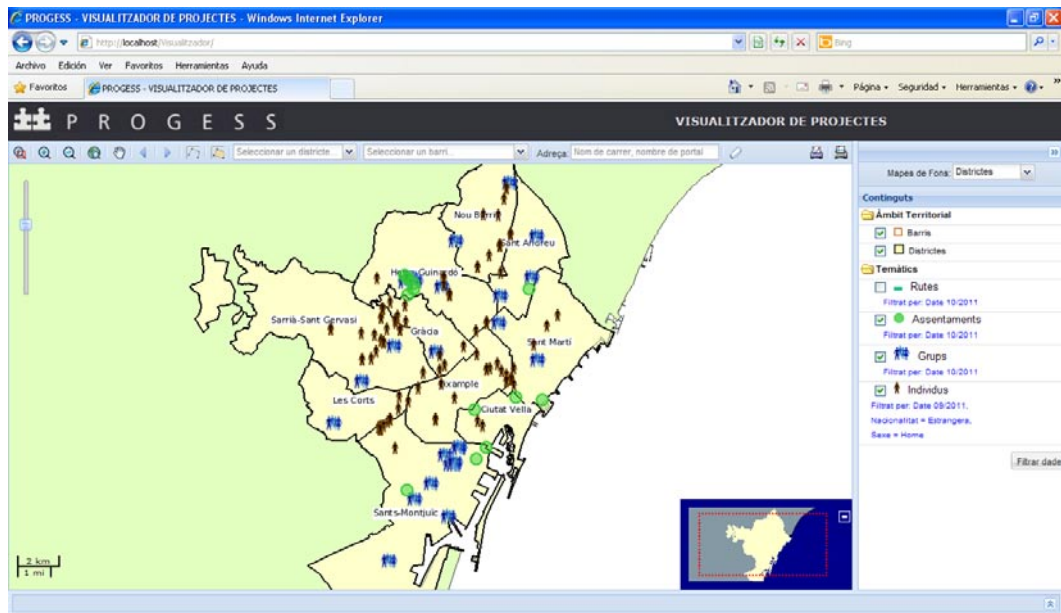 PROGESS - VISUALITZADOR DE PROJECTES - Windows Internet Explorer
http://localhost/Visualitzador/
Bing
Archivo Edición Ver Favoritos Herramientas Ayuda
Favoritos PROGESS - VISUALITZADOR DE PROJECTES
Página Seguridad Herramientas
PROGESS
VISUALITZADOR DE PROJECTES
Seleccionar un districte... Seleccionar un barri... Adreça: Nom de carrer, nombre de portal
Mapes de Fons: Districtes
Continguts
Àmbit Territorial
Barris
Districtes
Temàtics
Rutes
Filtrat per: Date 10/2011
Assentaments
Filtrat per: Date 10/2011
Grups
Filtrat per: Date 10/2011
Individus
Filtrat per: Date 09/2011,
Nacionalitat = Estrangera,
Sexe = Home
Filtrar dade
Nou
Sant Andreu
Guinardó
Sarrià-Sant Gervasi
Gràcia
Sant Martí
Les Corts
Ciutat Vella
Sants-Montjuïc
2 km
1 mi